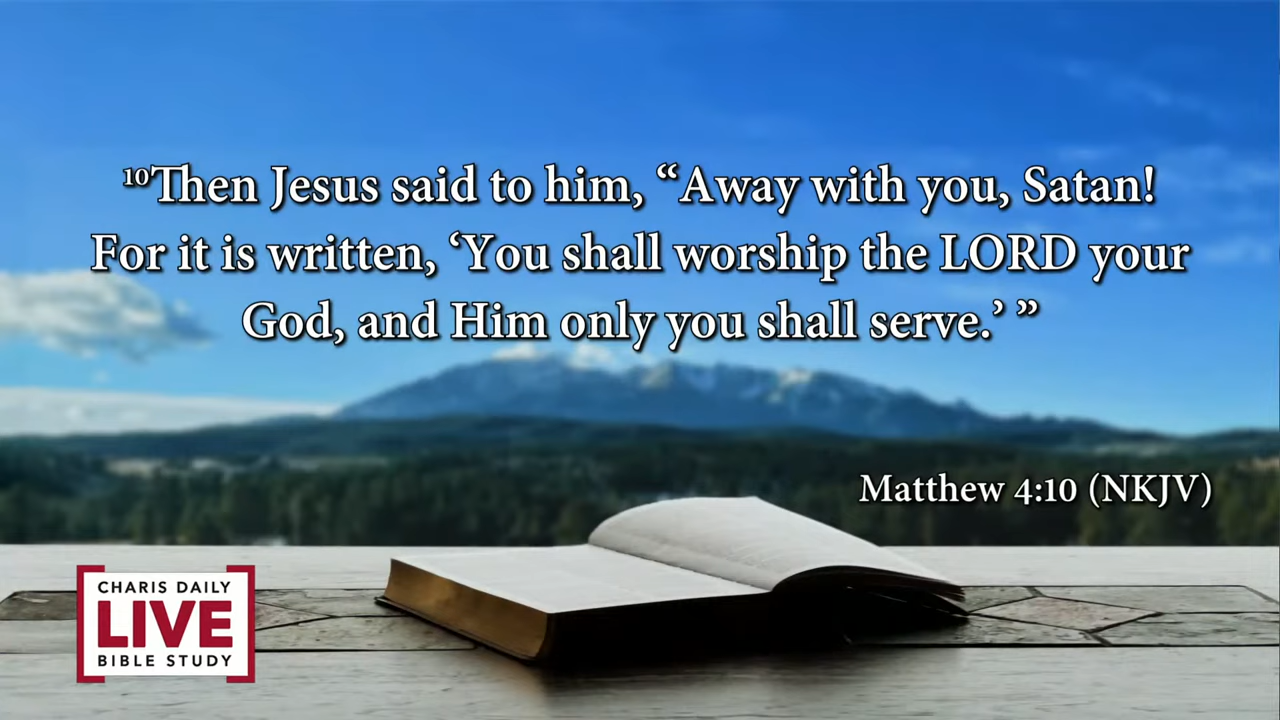 ¹⁰Then Jesus said to him, “Away with you, Satan!
For it is written, ‘You shall worship the LORD your
God, and Him only you shall serve.’ ”
Matthew 4:10 (NKJV)
CHARIS DAILY
LIVE
BIBLE STUDY